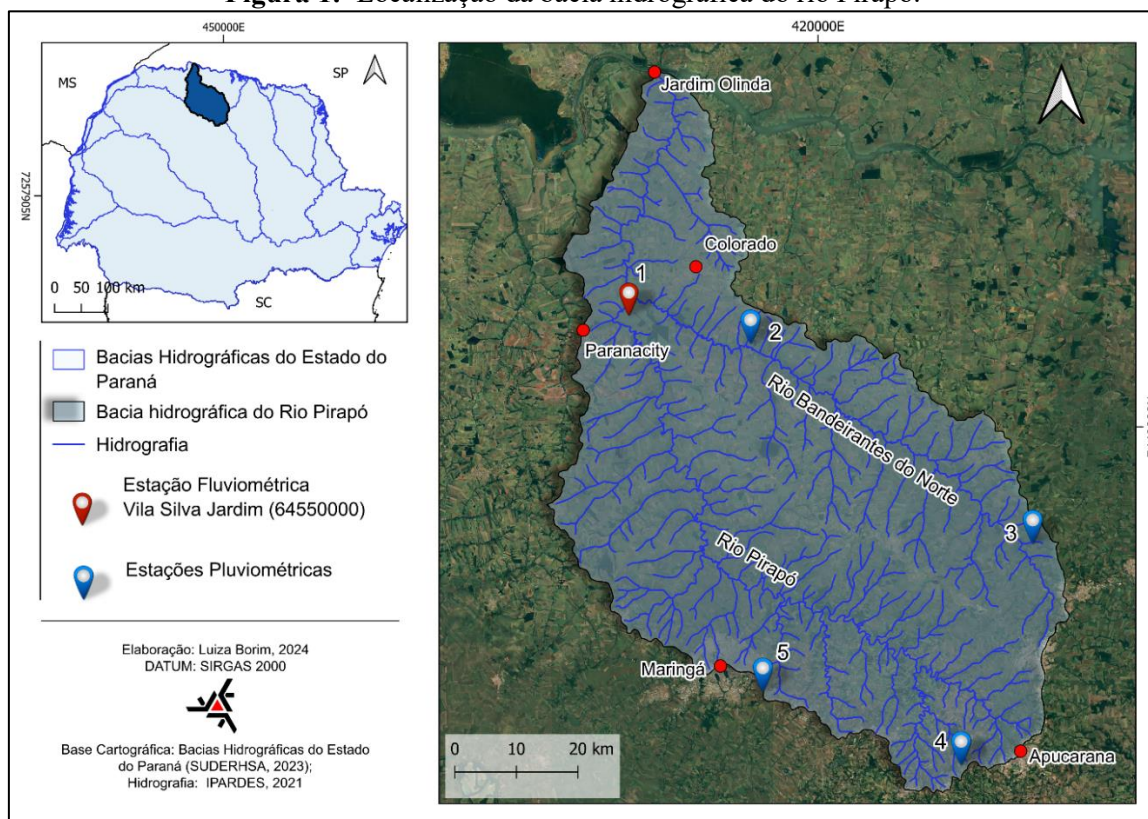 Figura 1. Localização da bacia hidrográfica do rio Pirapó.
450000E
MS
SP
7257905N
0 50 100 km
SC
Bacias Hidrográficas do Estado do
Paraná
Bacia hidrográfica do Rio Pirapó
Hidrografia
Estação Fluviométrica
Vila Silva Jardim (64550000)
Estações Pluviométricas
Elaboração: Luiza Borim, 2024
DATUM: SIRGAS 2000
Base Cartográfica: Bacias Hidrográficas do Estado
do Paraná (SUDERHSA, 2023);
Hidrografia: IPARDES, 2021
420000E
Jardim Olinda
Colorado
1
2
Paranacity
Rio Bandeirantes do Norte
3
Rio Pirapó
5
Maringá
4
Apucarana
0 10 20 km